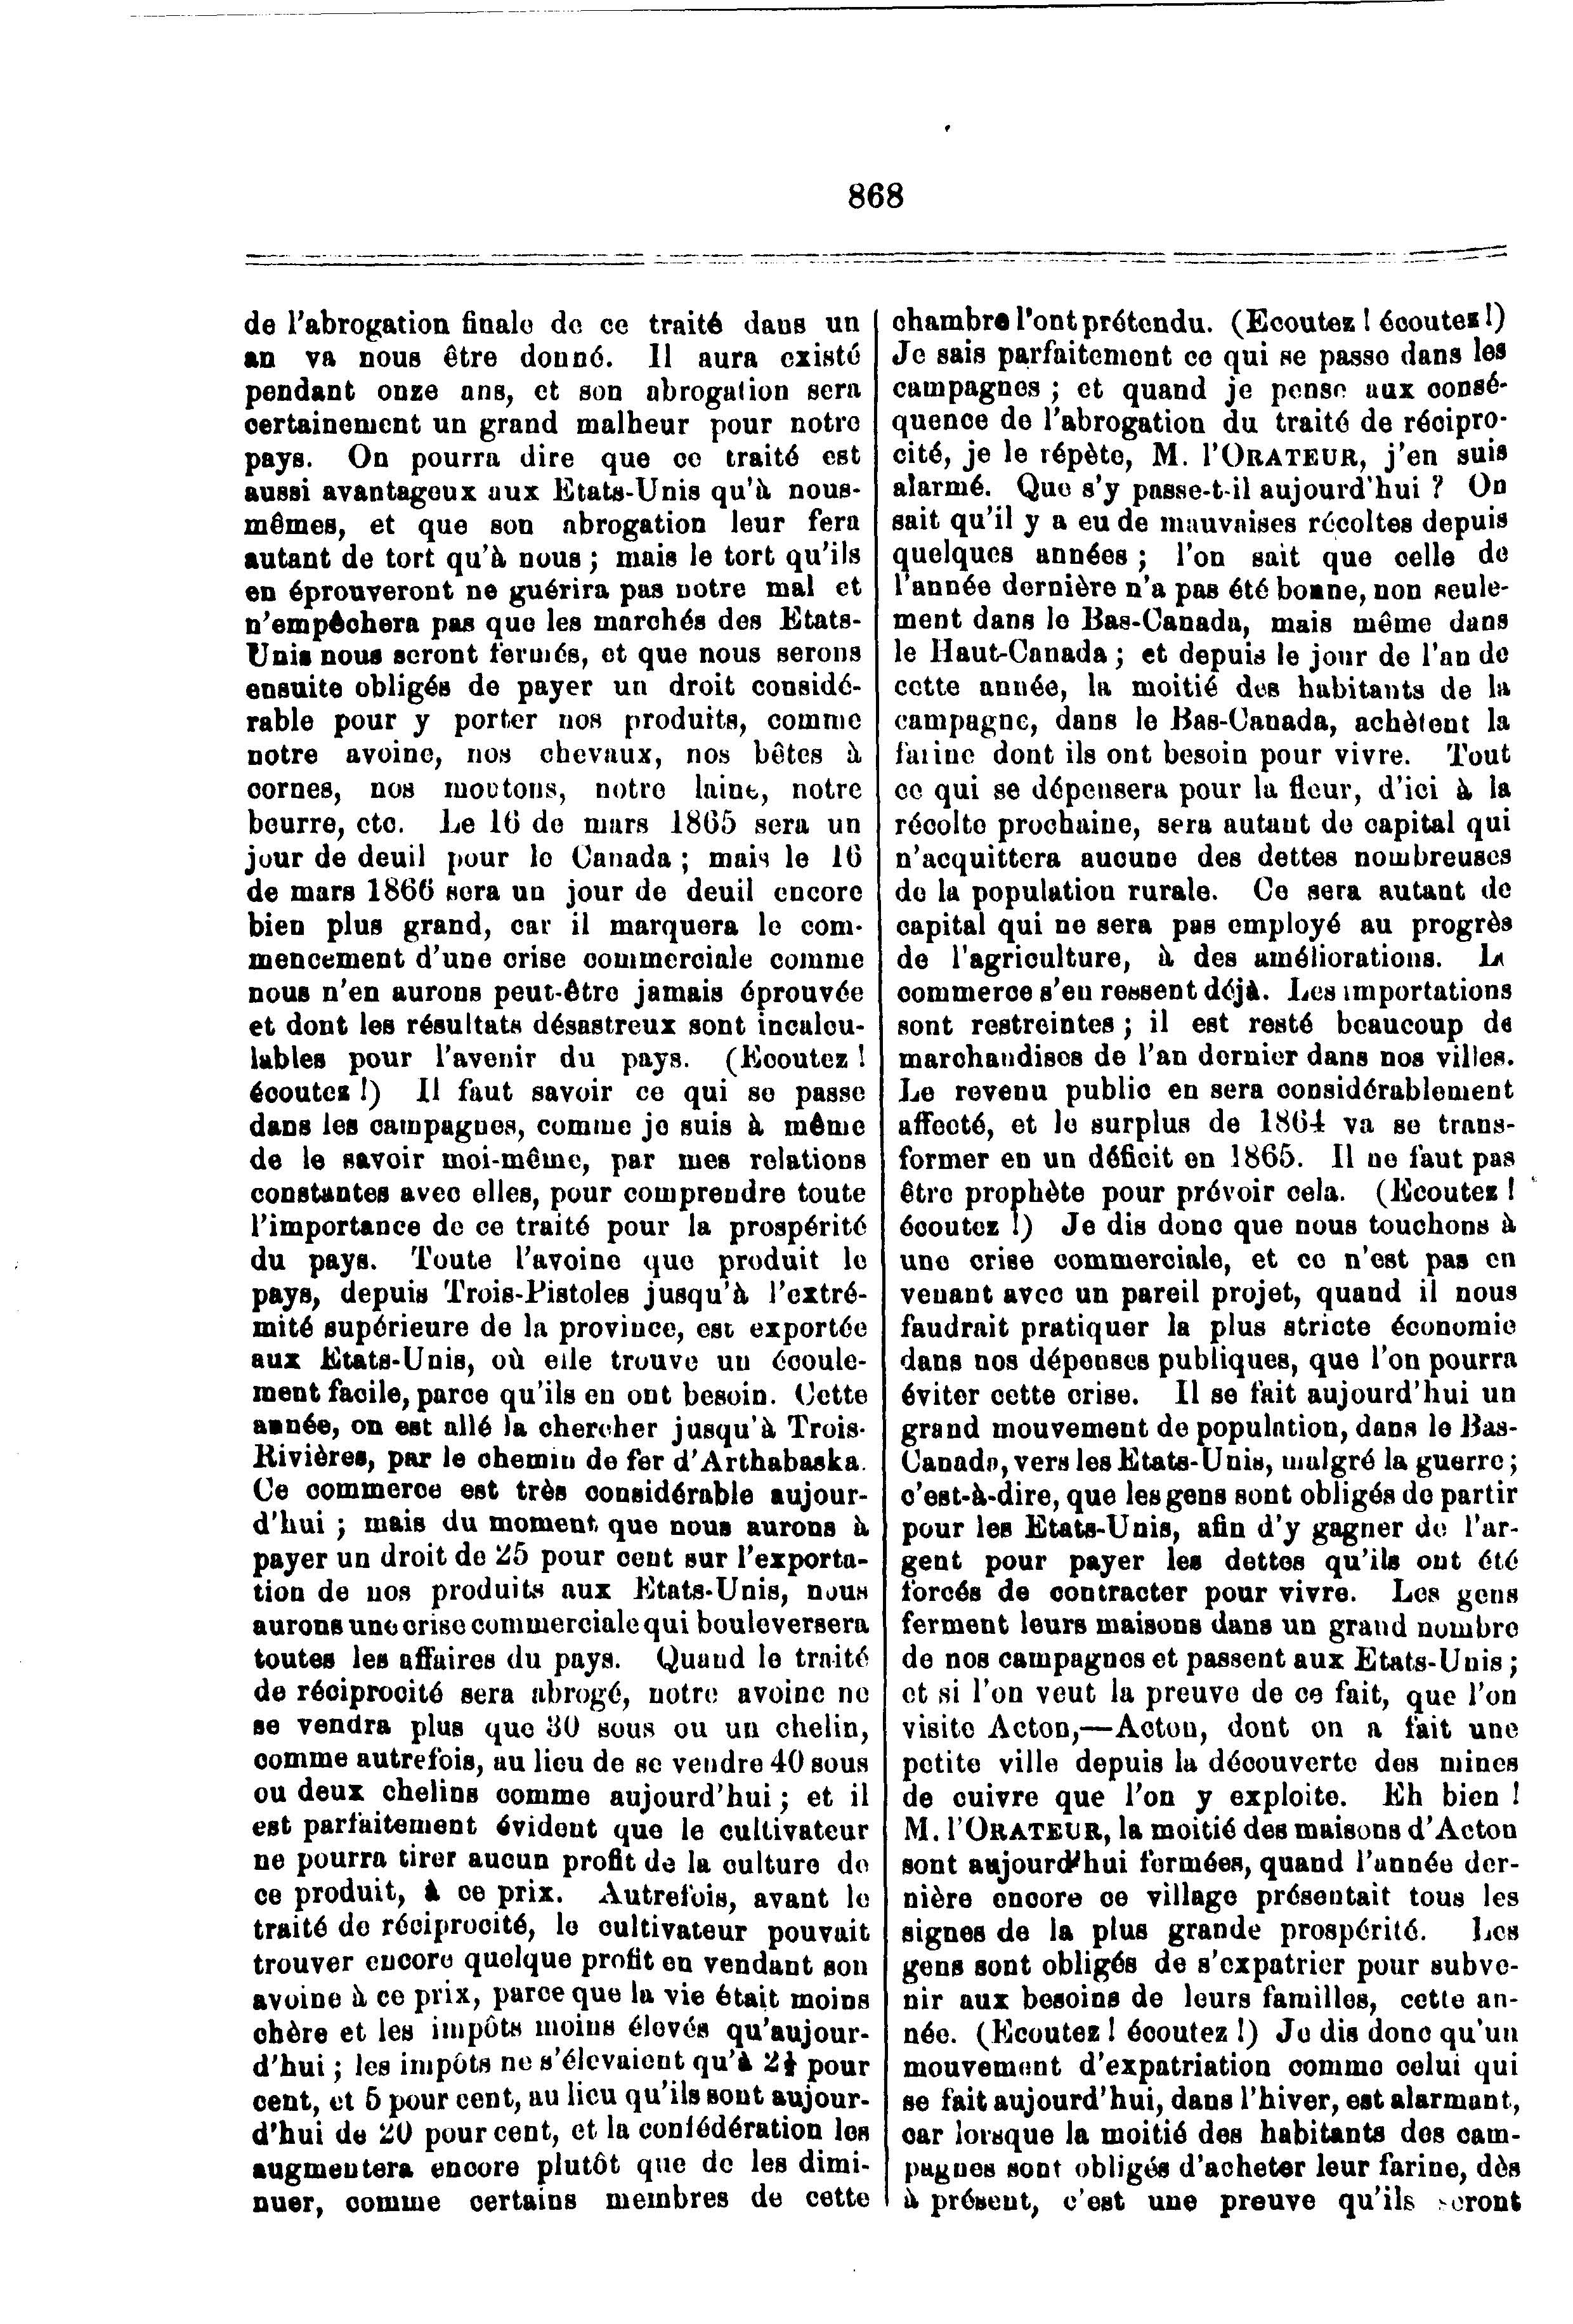 868
de l'abrogation finale de ce traité dans un
an va nous être donné. Il aura existé
pendant onze ans, et son abrogation sera
certainement un grand malheur pour notre
pays. On pourra dire que ce traité est
aussi avantageux aux Etats-Unis qu'à nous-
mêmes, et que son abrogation leur fera
autant de tort qu'à nous ; mais le tort qu'ils
en éprouveront ne guérira pas notre mal et
n'empêchera pas que les marchés des Etats-
Unis nous seront fermés, et que nous serons
ensuite obligés de payer un droit considé-
rable pour y porter nos produits, comme
notre avoine, nos chevaux, nos bêtes à
cornes, nos moutons, notre laine, notre
beurre, etc. Le 16 de mars 1865 sera un
jour de deuil pour le Canada ; mais le 16
de mars 1866 sera un jour de deuil encore
bien plus grand, car il marquera le com-
mencement d'une crise commerciale comme
nous n'en aurons peut-être jamais éprouvée
et dont les résultats désastreux sont incalcu-
lables pour l'avenir du pays. (Ecoutez !
écoutez !) Il faut savoir ce qui se passe
dans les campagnes, comme je suis à même
de le savoir moi-même, par mes relations
constantes avec elles, pour comprendre toute
l'importance de ce traité pour la prospérité
du pays. Toute l'avoine que produit le
pays, depuis Trois-Pistoles jusqu'à l'extré-
mité supérieure de la province, est exportée
aux Etats-Unis, où elle trouve un écoule-
ment facile, parce qu'ils en ont besoin. Cette
année, on est allé la chercher jusqu'à Trois-
Rivières, par le chemin de fer d'Arthabaska.
Ce commerce est très considérable aujour-
d'hui ; mais du moment que nous aurons à
payer un droit de 25 pour cent sur l'exporta-
tion de nos produits aux Etats-Unis, nous
aurons une crise commerciale qui bouleversera
toutes les affaires du pays. Quand le traité
de réciprocité sera abrogé, notre avoine ne
se vendra plus que 30 sous ou un chelin,
comme autrefois, au lieu de se vendre 40 sous
ou deux chelins comme aujourd'hui ; et il
est parfaitement évident que le cultivateur
ne pourra tirer aucun profit de la culture de
ce produit, à ce prix. Autrefois, avant le
traité de réciprocité, le cultivateur pouvait
trouver encore quelque profit en vendant son
avoine à ce prix, parce que la vie était moins
chère et les impôts moins élevés qu'aujour-
d'hui ; les impôts ne s'élevaient qu'à 2½ pour
cent, et 5 pour cent, au lieu qu'ils sont aujour-
d'hui de 20 pour cent, et la confédération les
augmentera encore plutôt que de les dimi-
nuer, comme certains membres de cette
chambre l'ont prétendu. (Ecoutez ! écoutez !)
Je sais parfaitement ce qui se passe dans les
campagnes ; et quand je pense aux consé-
quence de l'abrogation du traité de récipro-
cité, je le répète, M. l'ORATEUR, j'en suis
alarmé. Que s'y passe-t-il aujourd'hui ? On
sait qu'il y a eu de mauvaises récoltes depuis
quelques années ; l'on sait que celle de
l'année dernière n'a pas été bonne, non seule-
ment dans le Bas-Canada, mais même dans
le Haut-Canada ; et depuis le jour de l'an de
cette année, la moitié des habitants de la
campagne, dans le Bas-Canada, achètent la
farine dont ils ont besoin pour vivre. Tout
ce qui se dépensera pour la fleur, d'ici à la
récolte prochaine, sera autant de capital qui
n'acquittera aucune des dettes nombreuses
de la population rurale. Ce sera autant de
capital qui ne sera pas employé au progrès
de l'agriculture, à des améliorations. Le
commerce s'en ressent déjà. Les importations
sont restreintes ; il est resté beaucoup de
marchandises de l'an dernier dans nos villes.
Le revenu public en sera considérablement
affecté, et le surplus de 1864 va se trans-
former en un déficit en 1865. Il ne faut pas
être prophète pour prévoir cela. (Ecoutez !
écoutez !) Je dis donc que nous touchons à
une crise commerciale, et ce n'est pas en
venant avec un pareil projet, quand il nous
faudrait pratiquer la plus stricte économie
dans nos dépenses publiques, que l'on pourra
éviter cette crise. Il se fait aujourd'hui un
grand mouvement de population, dans le Bas-
Canada, vers les Etats-Unis, malgré la guerre ;
c'est-à-dire, que les gens sont obligés de partir
pour les Etats-Unis, afin d'y gagner de l'ar-
gent pour payer les dettes qu'ils ont été
forcés de contracter pour vivre. Les gens
ferment leurs maisons dans un grand nombre
de nos campagnes et passent aux Etats-Unis ;
et si l'on veut la preuve de ce fait, que l'on
visite Acton,—Acton, dont on a fait une
petite ville depuis la découverte des mines
de cuivre que l'on y exploite. Eh bien !
M. l'ORATEUR, la moitié des maisons d'Acton
sont aujourd'hui fermées, quand l'année der-
nière encore ce village présentait tous les
signes de la plus grande prospérité. Les
gens sont obligés de s'expatrier pour subve-
nir aux besoins de leurs familles, cette an-
née. (Ecoutez ! écoutez !) Je dis donc qu'un
mouvement d'expatriation comme celui qui
se fait aujourd'hui, dans l'hiver, est alarmant,
car lorsque la moitié des habitants des cam-
pagnes sont obligés d'acheter leur farine, dès
à présent, c'est une preuve qu'ils seront